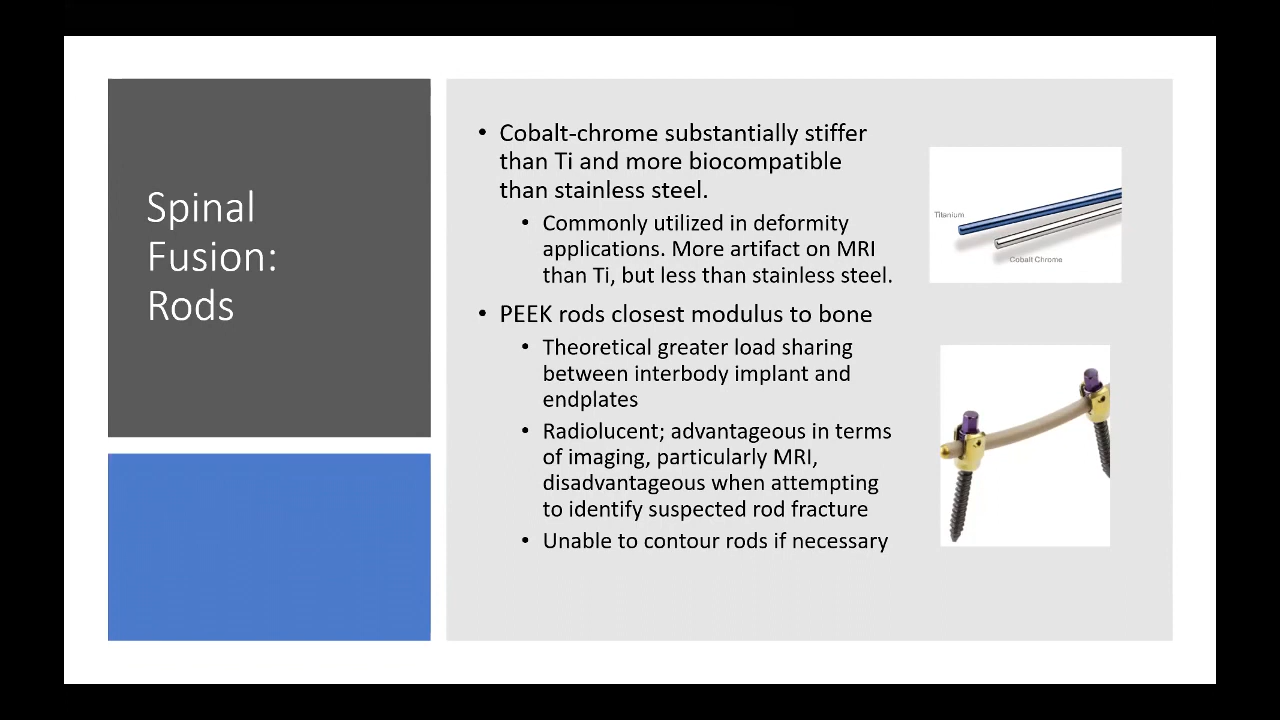 Spinal
Fusion:
Rods
• Cobalt-chrome substantially stiffer
than Ti and more biocompatible
than stainless steel.
• Commonly utilized in deformity
applications. More artifact on MRI
than Ti, but less than stainless steel.
• PEEK rods closest modulus to bone
• Theoretical greater load sharing
between interbody implant and
endplates
• Radiolucent; advantageous in terms
of imaging, particularly MRI,
disadvantageous when attempting
to identify suspected rod fracture
• Unable to contour rods if necessary
Titanium
Cobalt Chrome